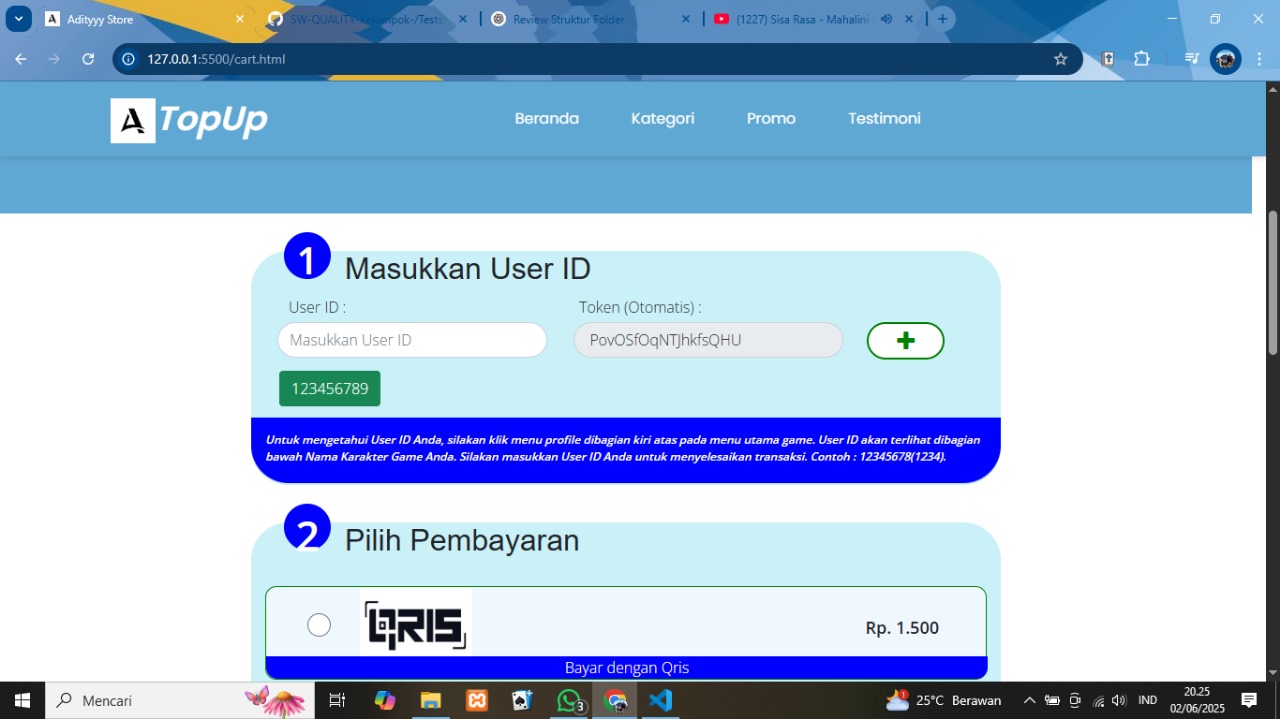 Adityyy Store
SW-QUALITY-Kelompok-/Tests
Review Struktur Folder
(1227) Sisa Rasa - Mahalini
127.0.0.1:5500/cart.html
A TopUp
Beranda
Kategori
Promo
Testimoni
1
Masukkan User ID
User ID :
Token (Otomatis) :
Masukkan User ID
PovOSfOqNTJhkfsQHU
123456789
Untuk mengetahui User ID Anda, silakan klik menu profile dibagian kiri atas pada menu utama game. User ID akan terlihat dibagian
bawah Nama Karakter Game Anda. Silakan masukkan User ID Anda untuk menyelesaikan transaksi. Contoh : 12345678(1234).
2
Pilih Pembayaran
QRIS
Rp. 1.500
Bayar dengan Qris
Mencari
3
1
25°C Berawan
IND
20.25
02/06/2025